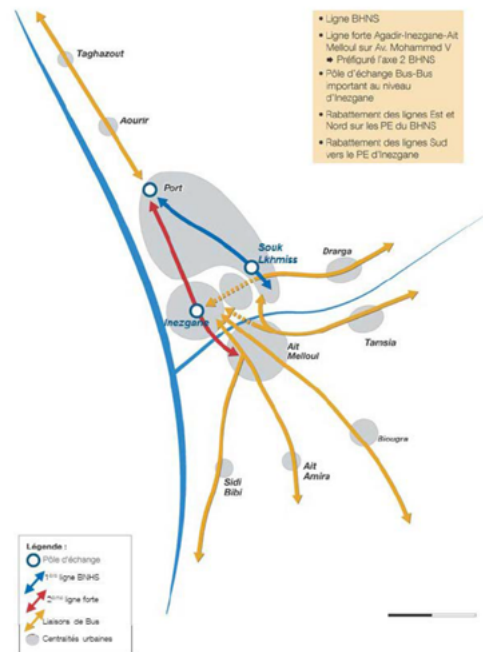 • Ligne BHNS
• Ligne forte Agadir-Inezgane-Ait
Melloul sur Av. Mohammed V
➡ Préfiguré l'axe 2 BHNS
• Pôle d'échange Bus-Bus
important au niveau
d'Inezgane
• Rabattement des lignes Est et
Nord sur les PE du BHNS
• Rabattement des lignes Sud
vers le PE d'Inezgane
Taghazout
Aourir
Port
Souk
Lkhmiss
Drarga
Inezgane
Ait
Melloul
Tamsia
Biougra
Sidi
Bibi
Ait
Amira
Légende :
Pôle d'échange
1ère ligne BNHS
2ème ligne forte
Liaisons de Bus
Centralités urbaines